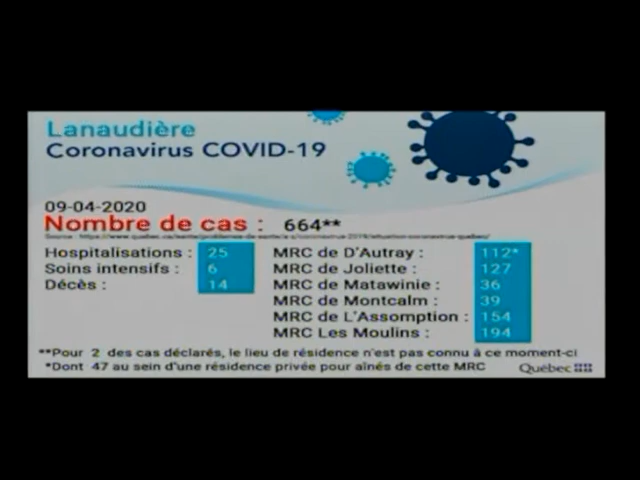 Lanaudière
Coronavirus COVID-19
09-04-2020
Nombre de cas : 664**
Hospitalisations : 25
Soins intensifs : 6
Décès : 14
MRC de D'Autray : 112*
MRC de Joliette : 127
MRC de Matawinie : 36
MRC de Montcalm : 39
MRC de L'Assomption : 154
MRC Les Moulins : 194
**Pour 2 des cas déclarés, le lieu de résidence n'est pas connu à ce moment-ci
*Dont 47 au sein d'une résidence privée pour aînés de cette MRC
Québec